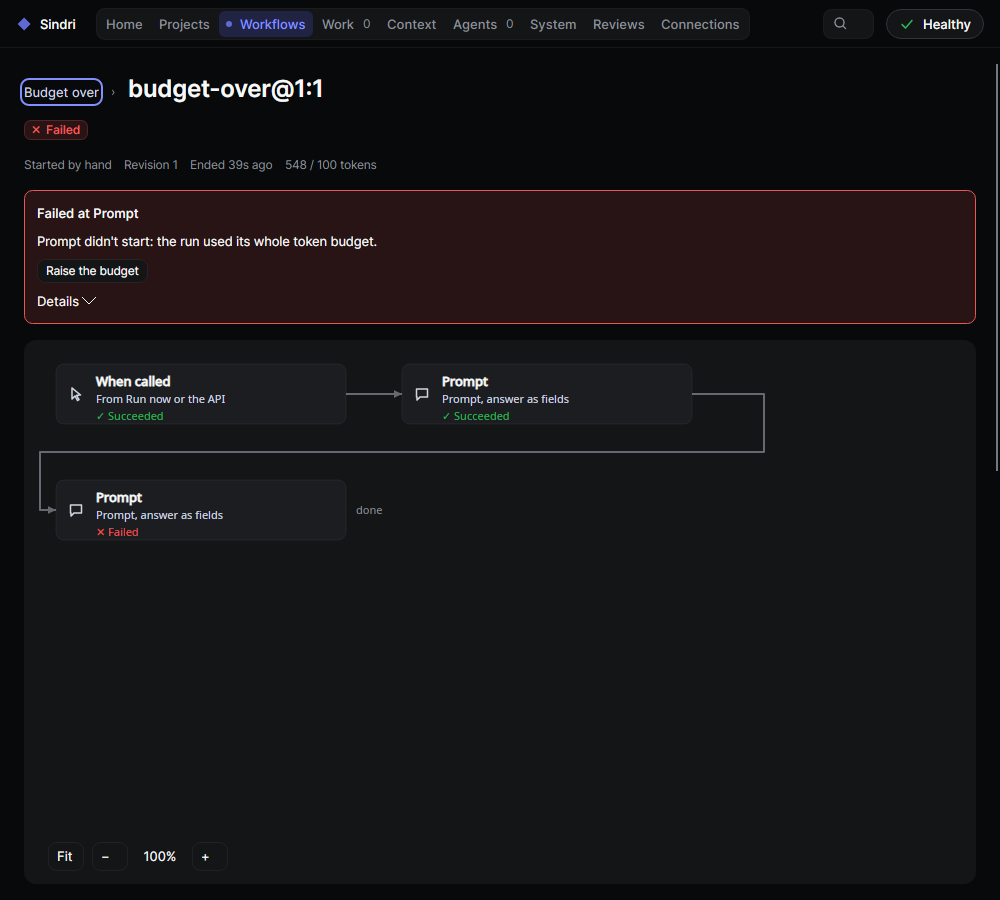 Sindri Home Projects Workflows Work 0 Context Agents 0 System Reviews Connections Healthy
Budget over › budget-over@1:1
✕ Failed
Started by hand Revision 1 Ended 39s ago 548 / 100 tokens
Failed at Prompt
Prompt didn't start: the run used its whole token budget.
Raise the budget
Details
When called
From Run now or the API
✓ Succeeded
Prompt
Prompt, answer as fields
✓ Succeeded
Prompt
Prompt, answer as fields
✕ Failed
done
Fit − 100% +